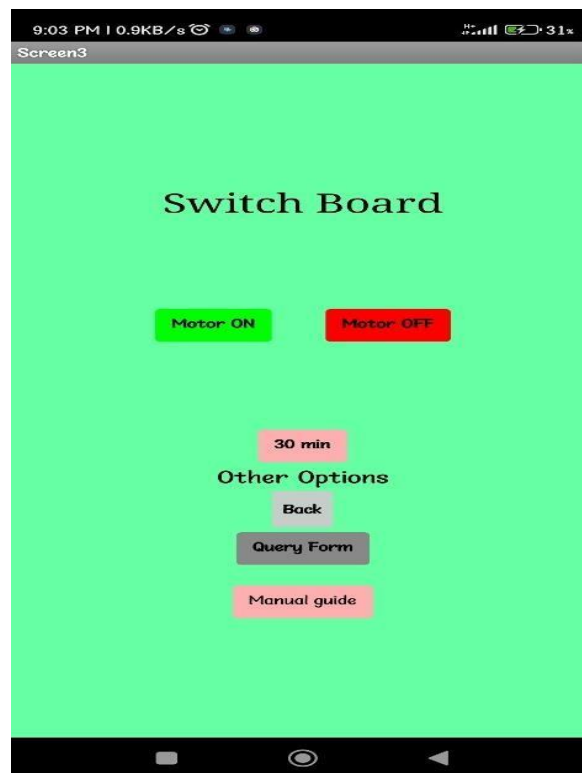 9:03 PM | 0.9KB/s 31%
Screen3
Switch Board
Motor ON Motor OFF
30 min
Other Options
Back
Query Form
Manual guide